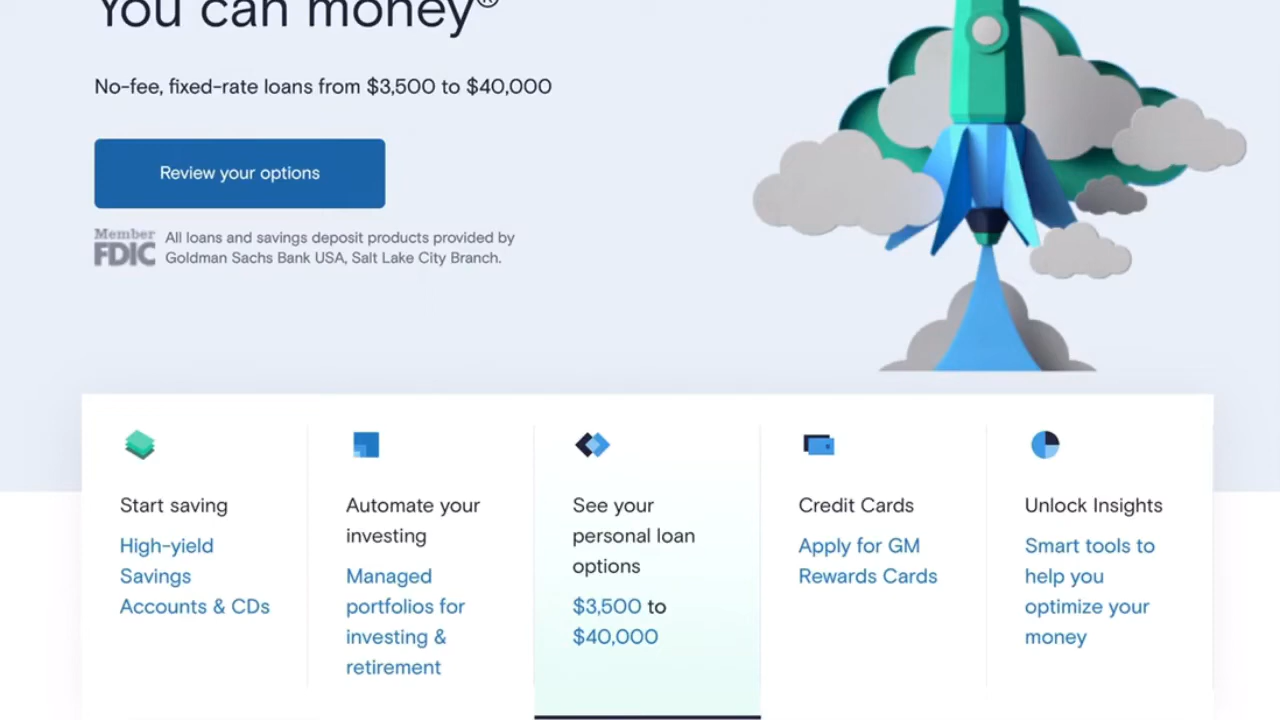 You can money®
No-fee, fixed-rate loans from $3,500 to $40,000
Review your options
Member
FDIC
All loans and savings deposit products provided by
Goldman Sachs Bank USA, Salt Lake City Branch.
Start saving
High-yield
Savings
Accounts & CDs
Automate your
investing
Managed
portfolios for
investing &
retirement
See your
personal loan
options
$3,500 to
$40,000
Credit Cards
Apply for GM
Rewards Cards
Unlock Insights
Smart tools to
help you
optimize your
money